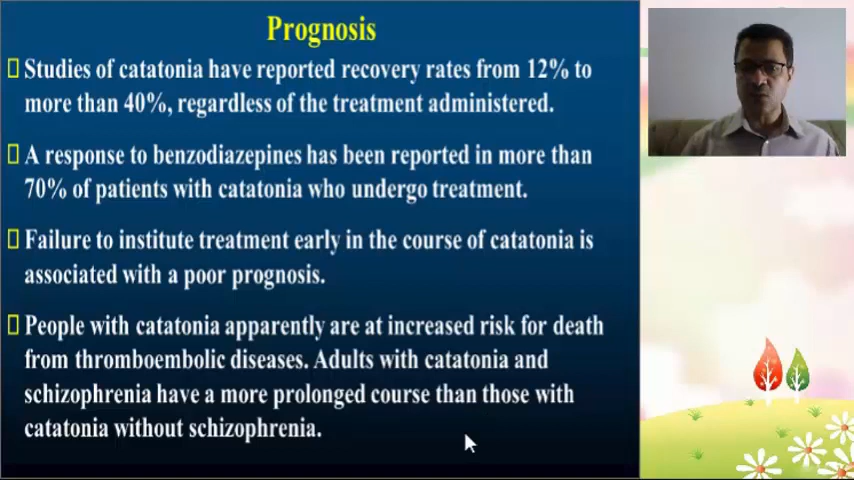 Prognosis
Studies of catatonia have reported recovery rates from 12% to
more than 40%, regardless of the treatment administered.
A response to benzodiazepines has been reported in more than
70% of patients with catatonia who undergo treatment.
Failure to institute treatment early in the course of catatonia is
associated with a poor prognosis.
People with catatonia apparently are at increased risk for death
from thromboembolic diseases. Adults with catatonia and
schizophrenia have a more prolonged course than those with
catatonia without schizophrenia.